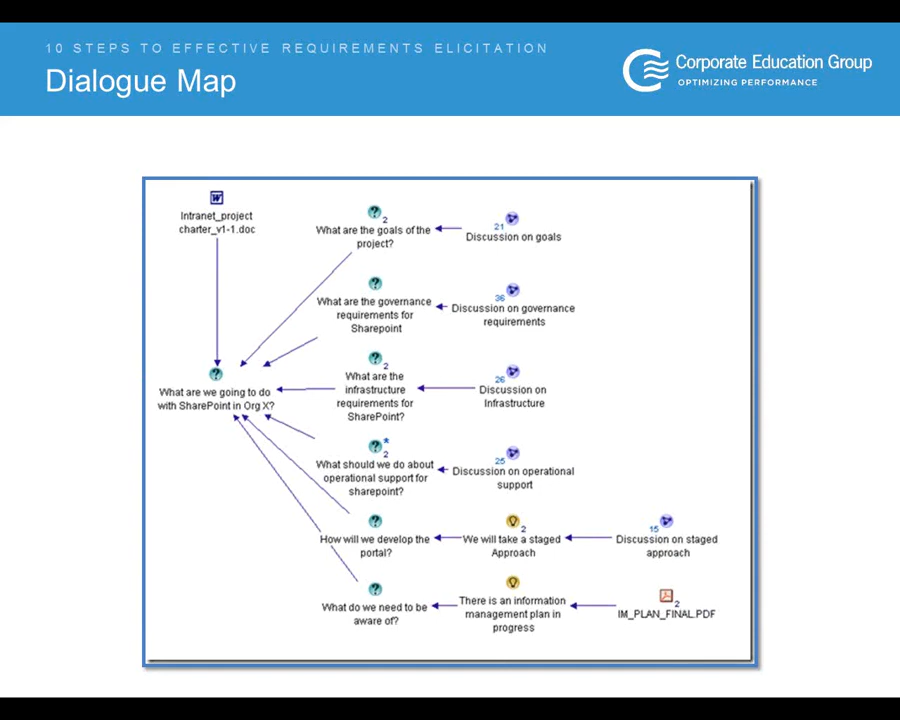 10 STEPS TO EFFECTIVE REQUIREMENTS ELICITATION
Dialogue Map
Corporate Education Group
OPTIMIZING PERFORMANCE
W
Intranet_project
charter_v1-1.doc
?
2
What are the goals of the
project?
21
Discussion on goals
?
What are the governance
requirements for
Sharepoint
36
Discussion on governance
requirements
?
What are we going to do
with SharePoint in Org X?
?
2
What are the
infrastructure
requirements for
SharePoint?
26
Discussion on
Infrastructure
?
*
2
What should we do about
operational support for
sharepoint?
25
Discussion on operational
support
?
How will we develop the
portal?
2
We will take a staged
Approach
15
Discussion on staged
approach
?
What do we need to be
aware of?
There is an information
management plan in
progress
2
IM_PLAN_FINAL.PDF